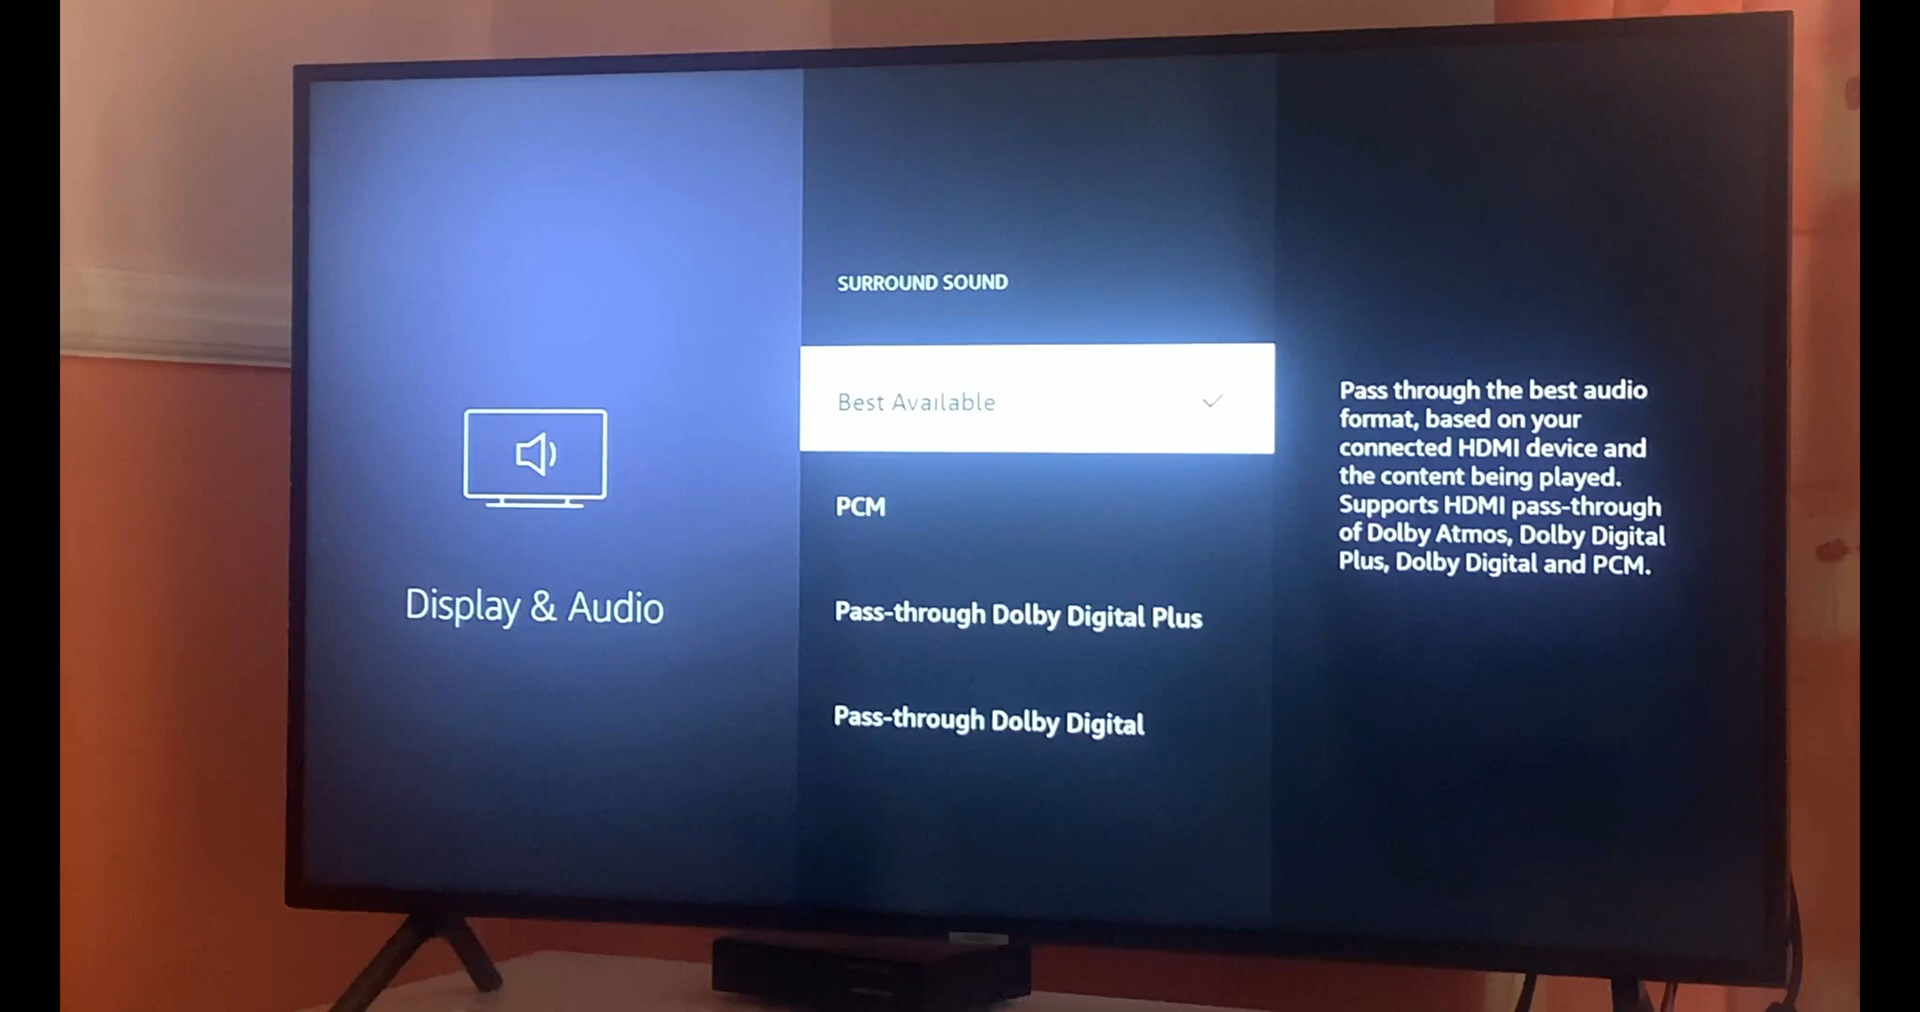 SURROUND SOUND
Best Available
PCM
Pass-through Dolby Digital Plus
Pass-through Dolby Digital
Display & Audio
Pass through the best audio
format, based on your
connected HDMI device and
the content being played.
Supports HDMI pass-through
of Dolby Atmos, Dolby Digital
Plus, Dolby Digital and PCM.